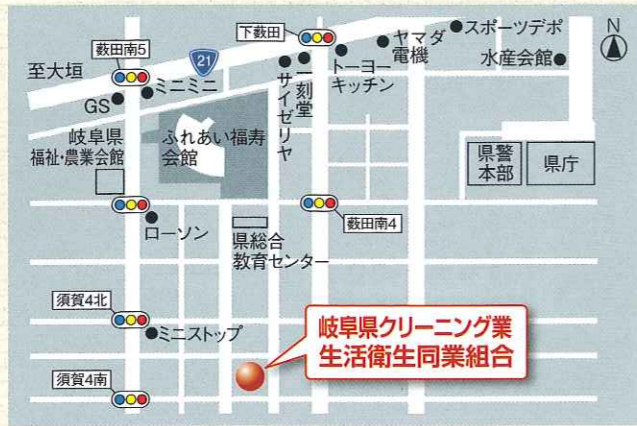 スポーツデポ
下薮田
ヤマダ
電機
N
水産会館
薮田南5
21
トーヨー
キッチン
至大垣
一刻堂
サイゼリヤ
ミニミニ
GS
岐阜県
福祉・農業会館
ふれあい福寿
会館
県警
本部
県庁
ローソン
県総合
教育センター
薮田南4
須賀4北
ミニストップ
岐阜県クリーニング業
生活衛生同業組合
須賀4南